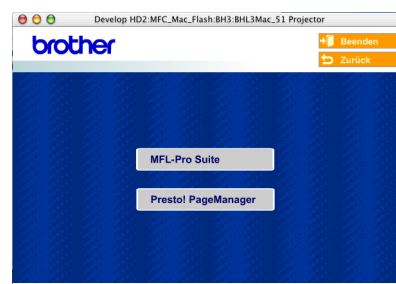 Develop HD2:MFC_Mac_Flash:BH3:BHL3Mac_S1 Projector
brother
Beenden
Zurück
MFL-Pro Suite
Presto! PageManager